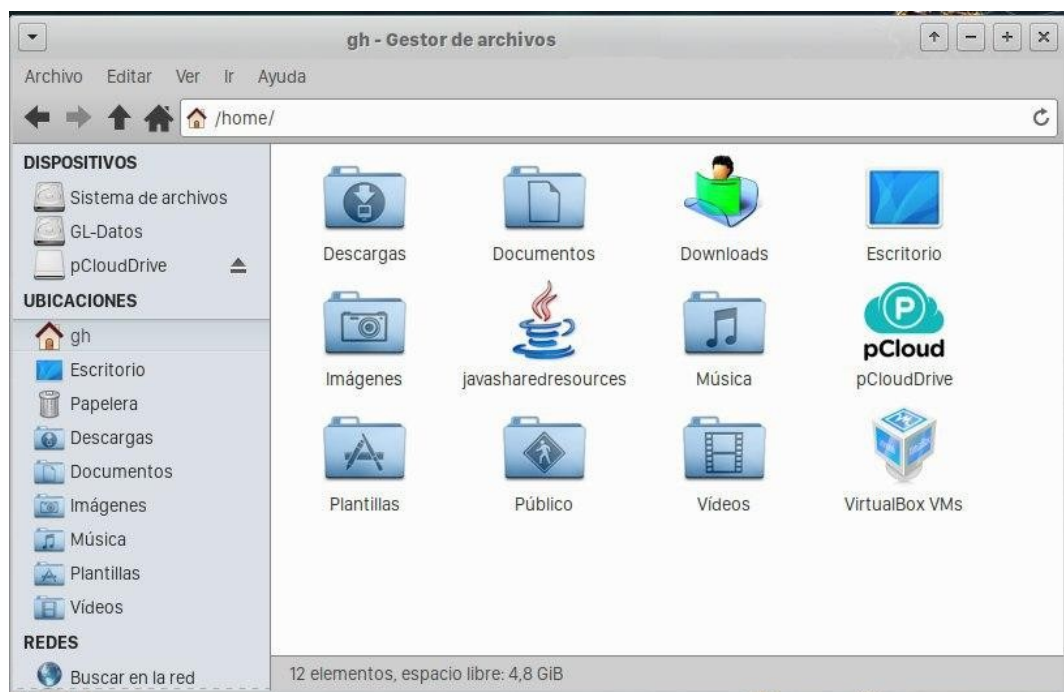 gh - Gestor de archivos
Archivo Editar Ver Ir Ayuda
/home/
DISPOSITIVOS
Sistema de archivos
GL-Datos
pCloudDrive
UBICACIONES
gh
Escritorio
Papelera
Descargas
Documentos
Imágenes
Música
Plantillas
Vídeos
REDES
Buscar en la red
Descargas Documentos Downloads Escritorio
P
pCloud
Imágenes javasharedresources Música pCloudDrive
Plantillas Público Vídeos VirtualBox VMs
12 elementos, espacio libre: 4,8 GiB